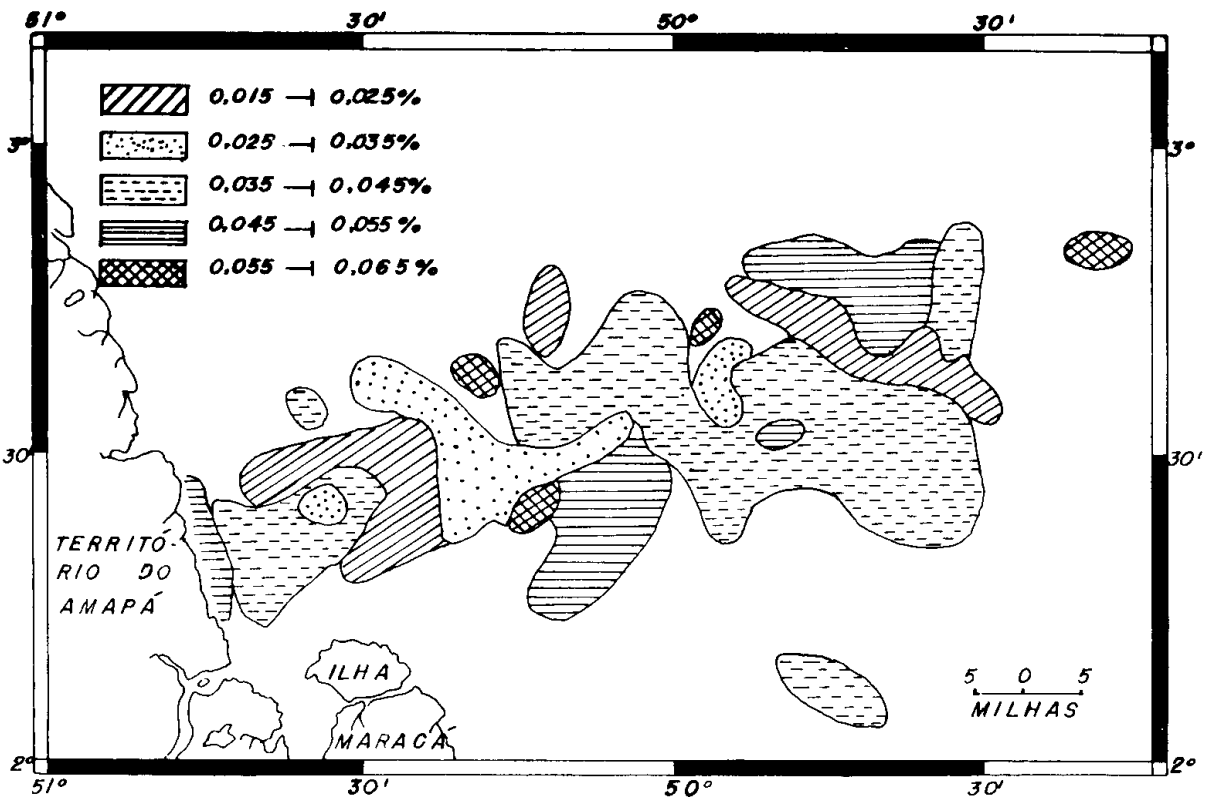 51° 30' 50° 30'
0,015 ⊣ 0,025%
0,025 ⊣ 0,035%
0,035 ⊣ 0,045%
0,045 ⊣ 0,055%
0,055 ⊣ 0,065%
3° 3°
30' 30'
TERRITÓ-
RIO DO
AMAPÁ
ILHA
MARACÁ
5 0 5
MILHAS
2° 2°
51° 30' 50° 30'